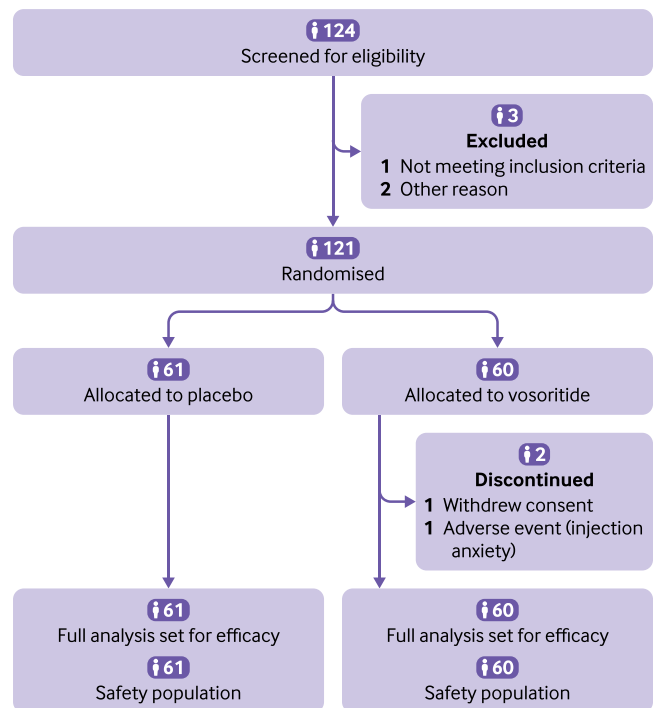 124
Screened for eligibility
3
Excluded
1 Not meeting inclusion criteria
2 Other reason
121
Randomised
61
Allocated to placebo
60
Allocated to vosoritide
2
Discontinued
1 Withdrew consent
1 Adverse event (injection
anxiety)
61
Full analysis set for efficacy
61
Safety population
60
Full analysis set for efficacy
60
Safety population